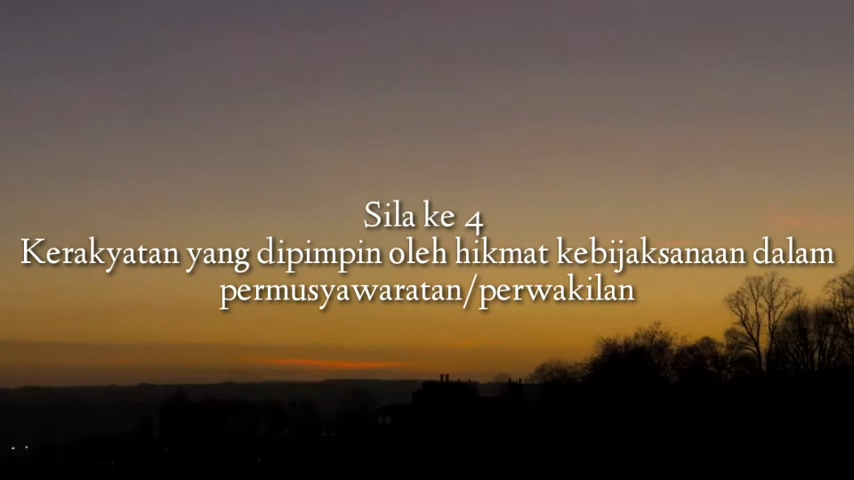 Sila ke 4
Kerakyatan yang dipimpin oleh hikmat kebijaksanaan dalam
permusyawaratan/perwakilan